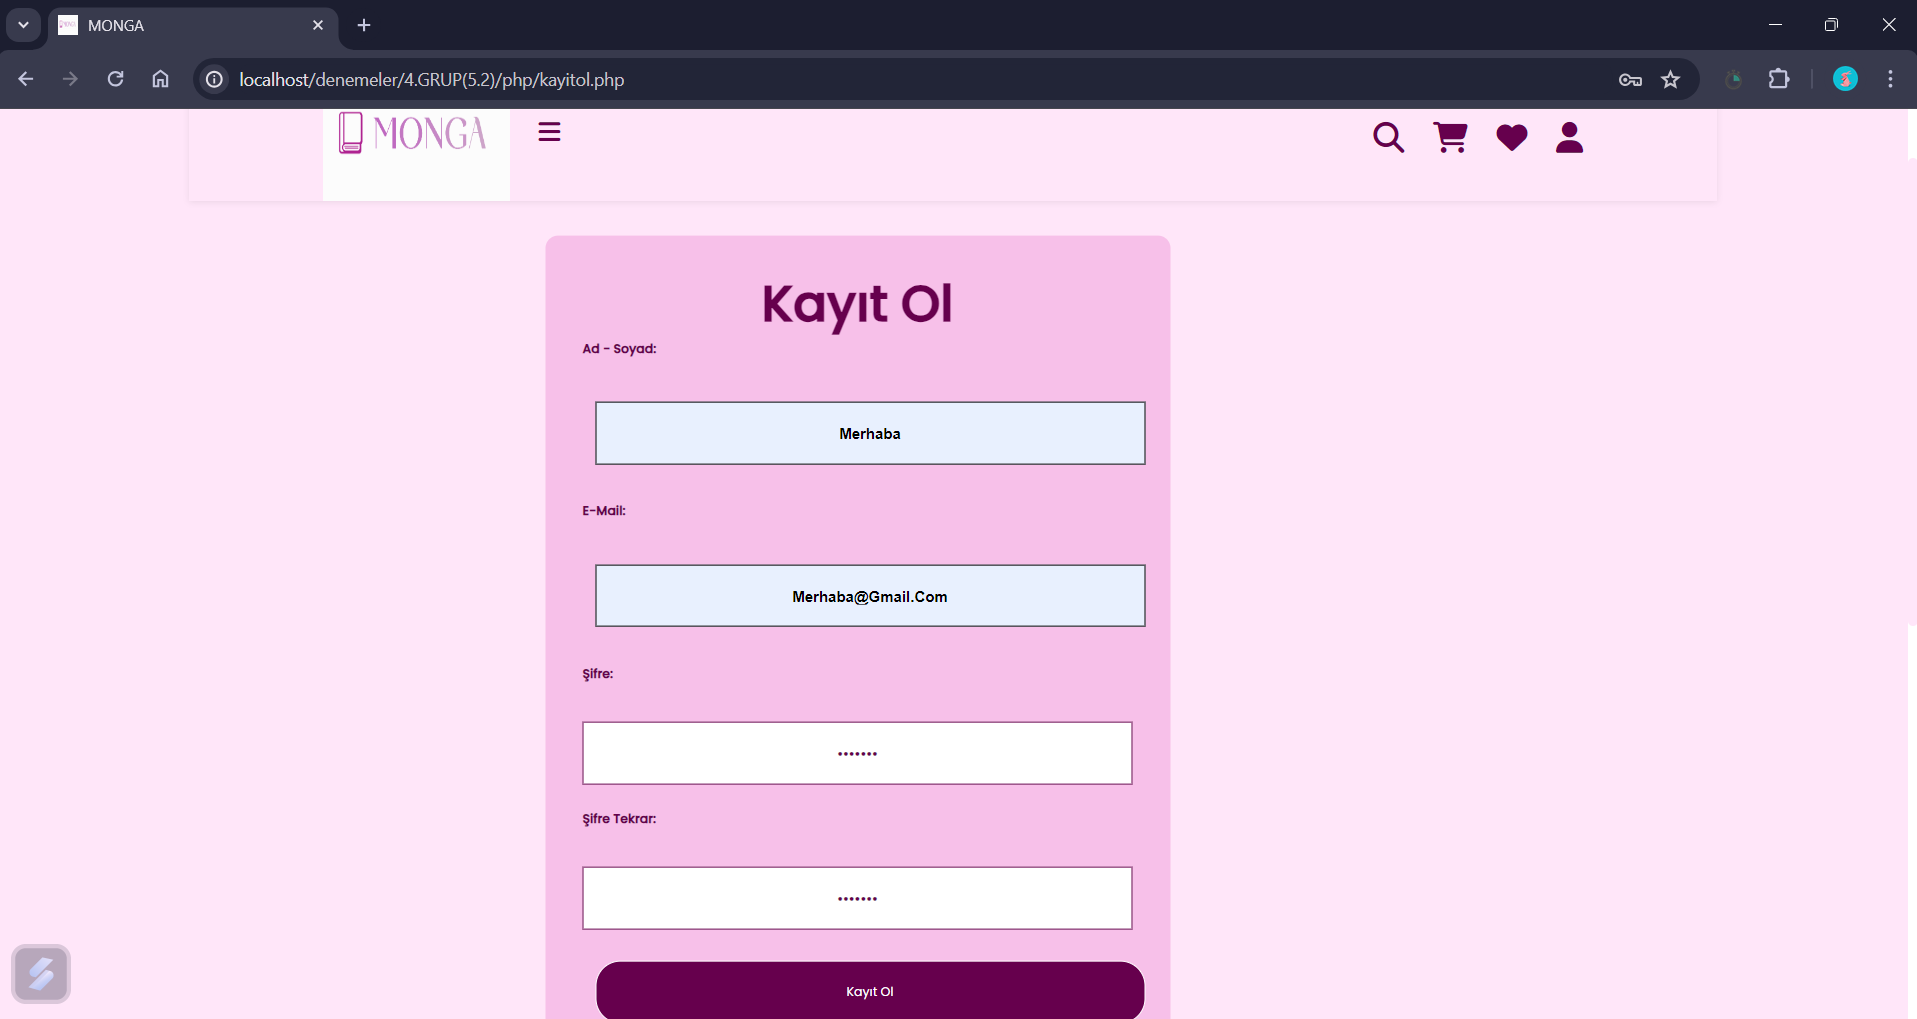 MONGA
localhost/denemeler/4.GRUP(5.2)/php/kayitol.php
MONGA
Kayıt Ol
Ad - Soyad:
Merhaba
E-Mail:
Merhaba@Gmail.Com
Şifre:
•••••••
Şifre Tekrar:
•••••••
Kayıt Ol